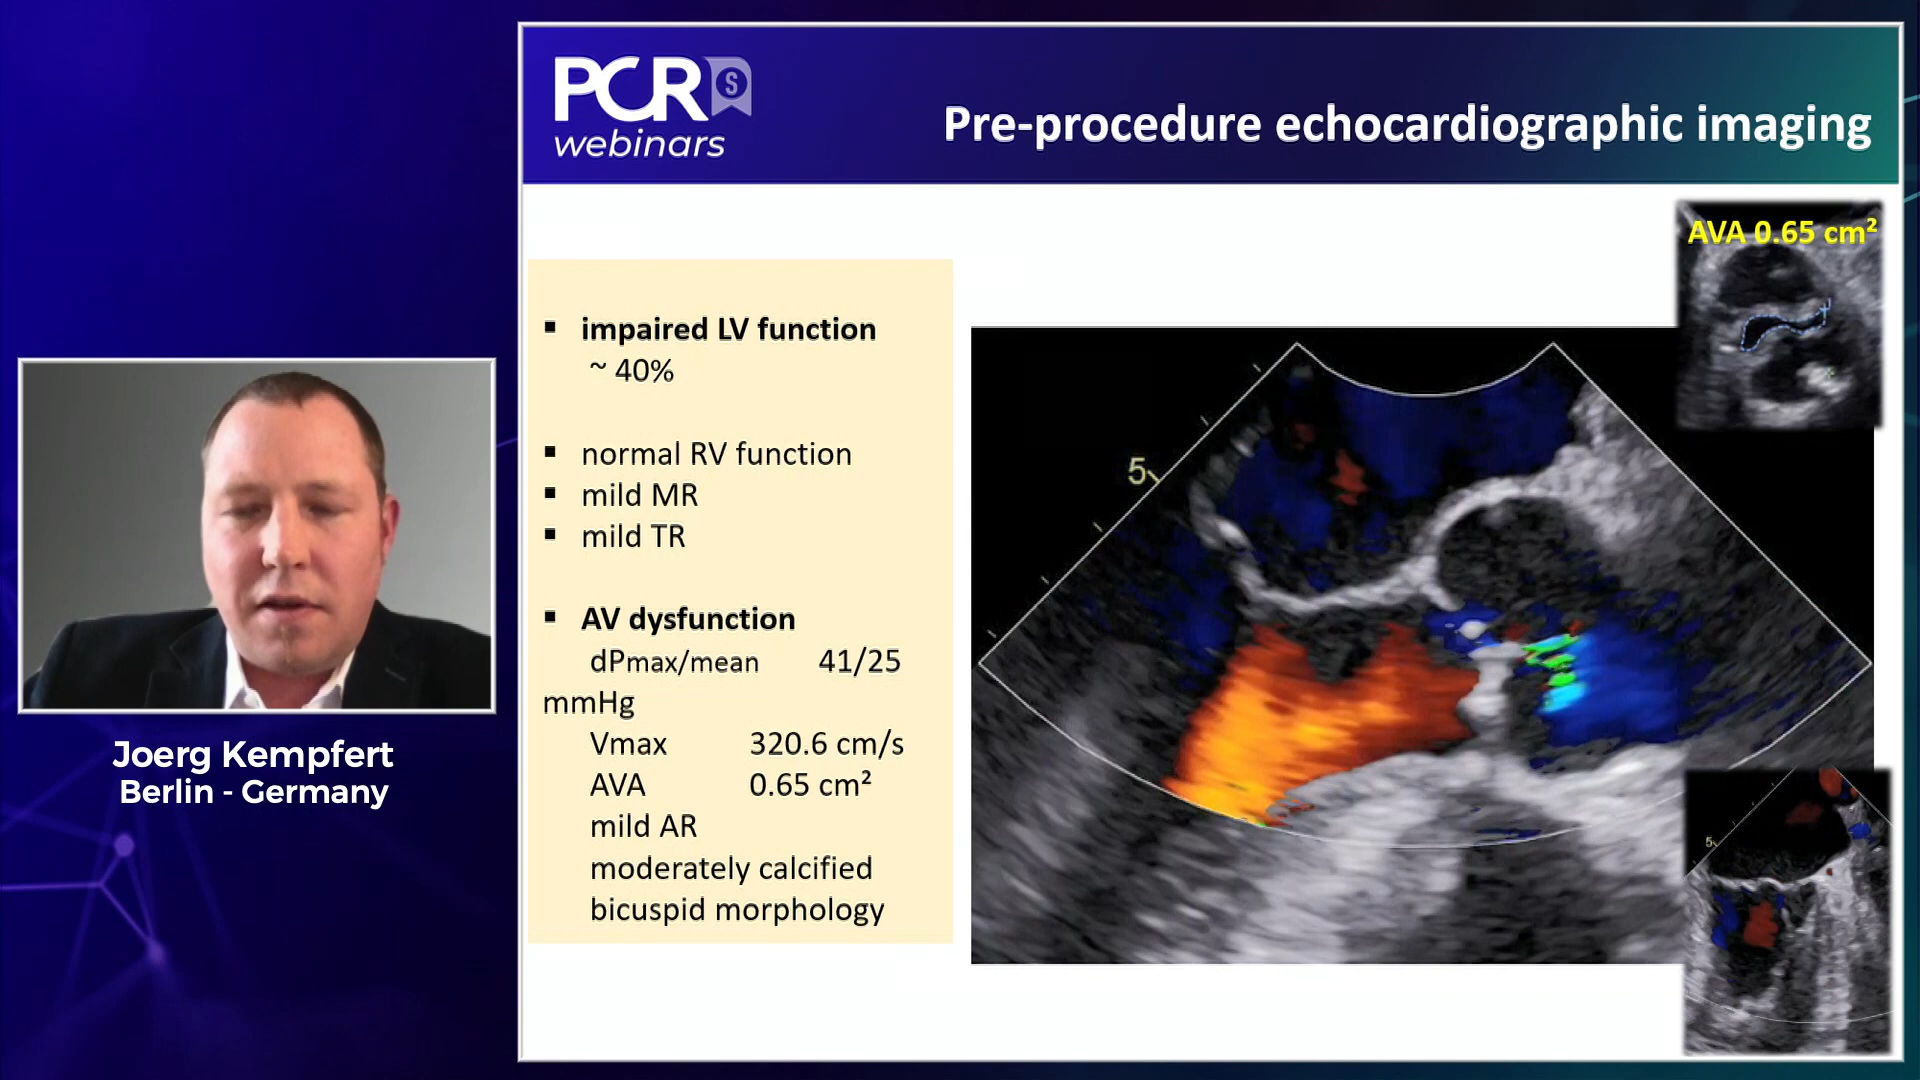 PCR S
webinars
Pre-procedure echocardiographic imaging
AVA 0.65 cm²
▪ impaired LV function
~ 40%
▪ normal RV function
▪ mild MR
▪ mild TR
▪ AV dysfunction
dPmax/mean 41/25
mmHg
Vmax 320.6 cm/s
AVA 0.65 cm²
mild AR
moderately calcified
bicuspid morphology
5
5
Joerg Kempfert
Berlin - Germany